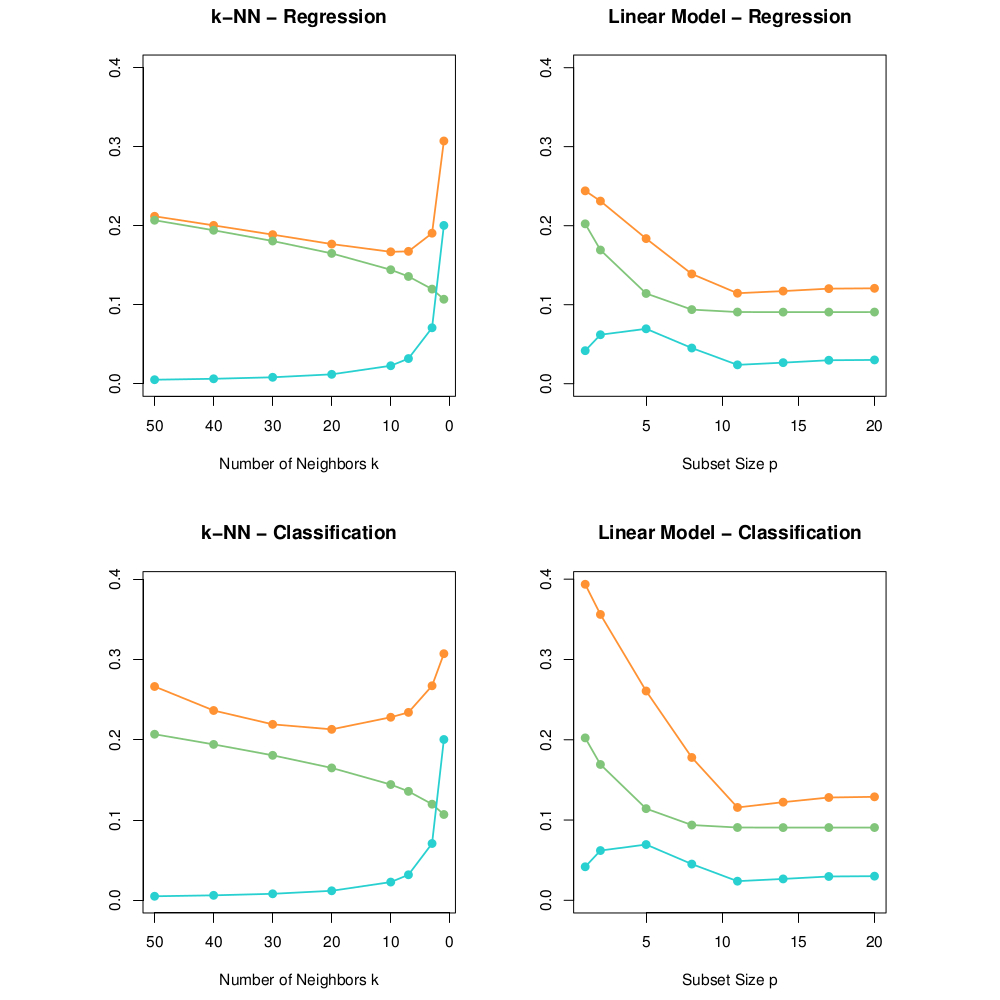 k−NN − Regression
0.4
0.3
0.2
0.1
0.0
50 40 30 20 10 0
Number of Neighbors k
Linear Model − Regression
0.4
0.3
0.2
0.1
0.0
5 10 15 20
Subset Size p
k−NN − Classification
0.4
0.3
0.2
0.1
0.0
50 40 30 20 10 0
Number of Neighbors k
Linear Model − Classification
0.4
0.3
0.2
0.1
0.0
5 10 15 20
Subset Size p